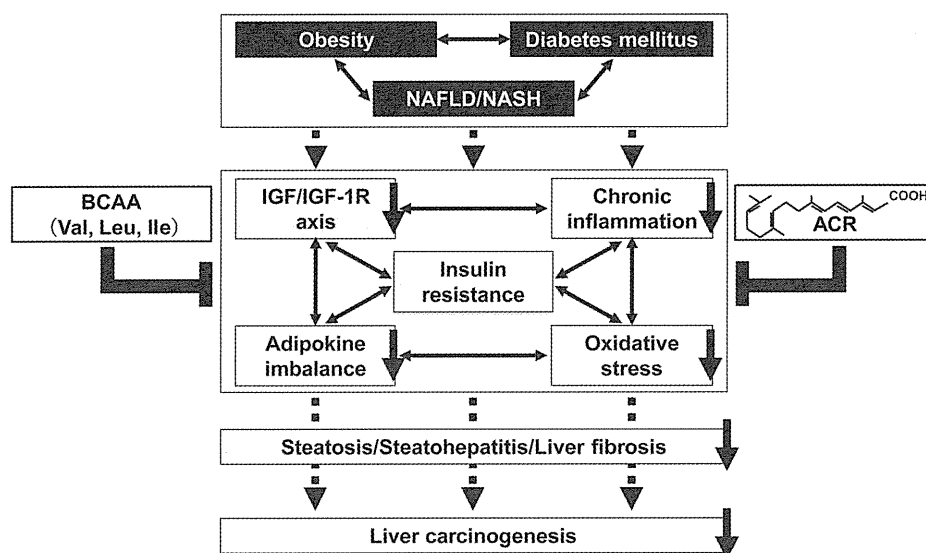 Obesity
Diabetes mellitus
NAFLD/NASH
BCAA
(Val, Leu, Ile)
IGF/IGF-1R
axis
Chronic
inflammation
COOH
ACR
Insulin
resistance
Adipokine
imbalance
Oxidative
stress
Steatosis/Steatohepatitis/Liver fibrosis
Liver carcinogenesis